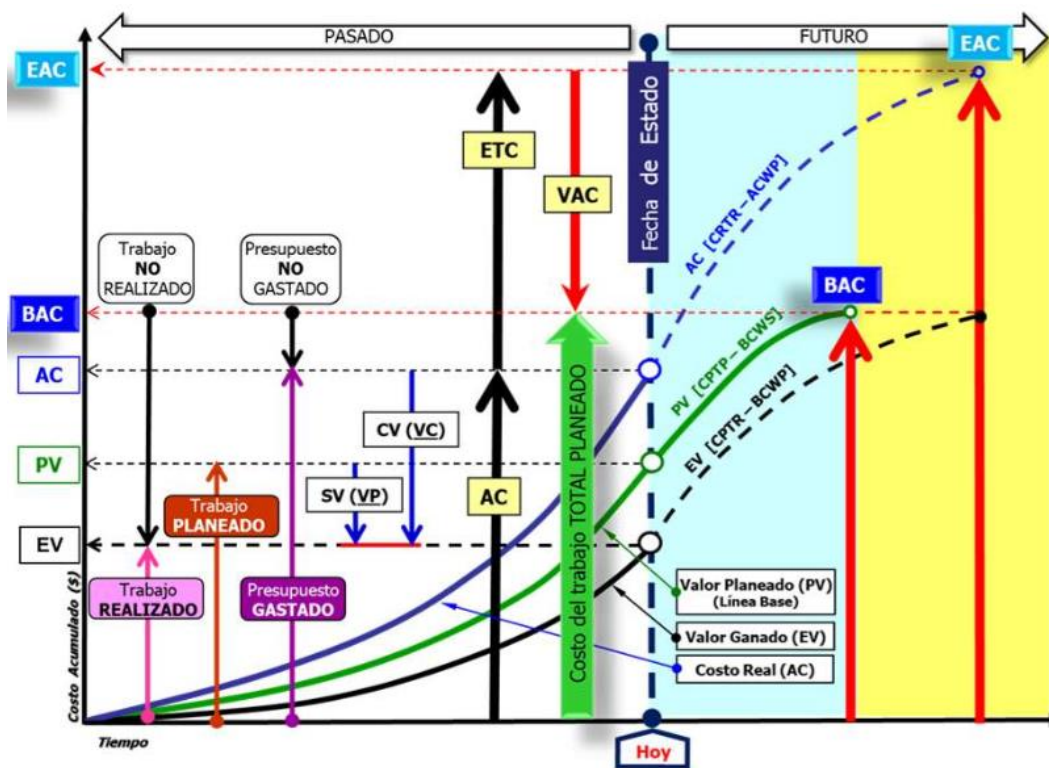 PASADO
FUTURO
EAC
EAC
Fecha de Estado
ETC
VAC
AC [CRTR – ACWP]
Trabajo
NO
REALIZADO
Presupuesto
NO
GASTADO
BAC
BAC
AC
PV [CPTP – BCWS]
EV [CPTR – BCWP]
CV (VC)
PV
SV (VP)
AC
Trabajo
PLANEADO
Costo del trabajo TOTAL PLANEADO
EV
Trabajo
REALIZADO
Presupuesto
GASTADO
Valor Planeado (PV)
(Línea Base)
Valor Ganado (EV)
Costo Real (AC)
Costo Acumulado ($)
Tiempo
Hoy